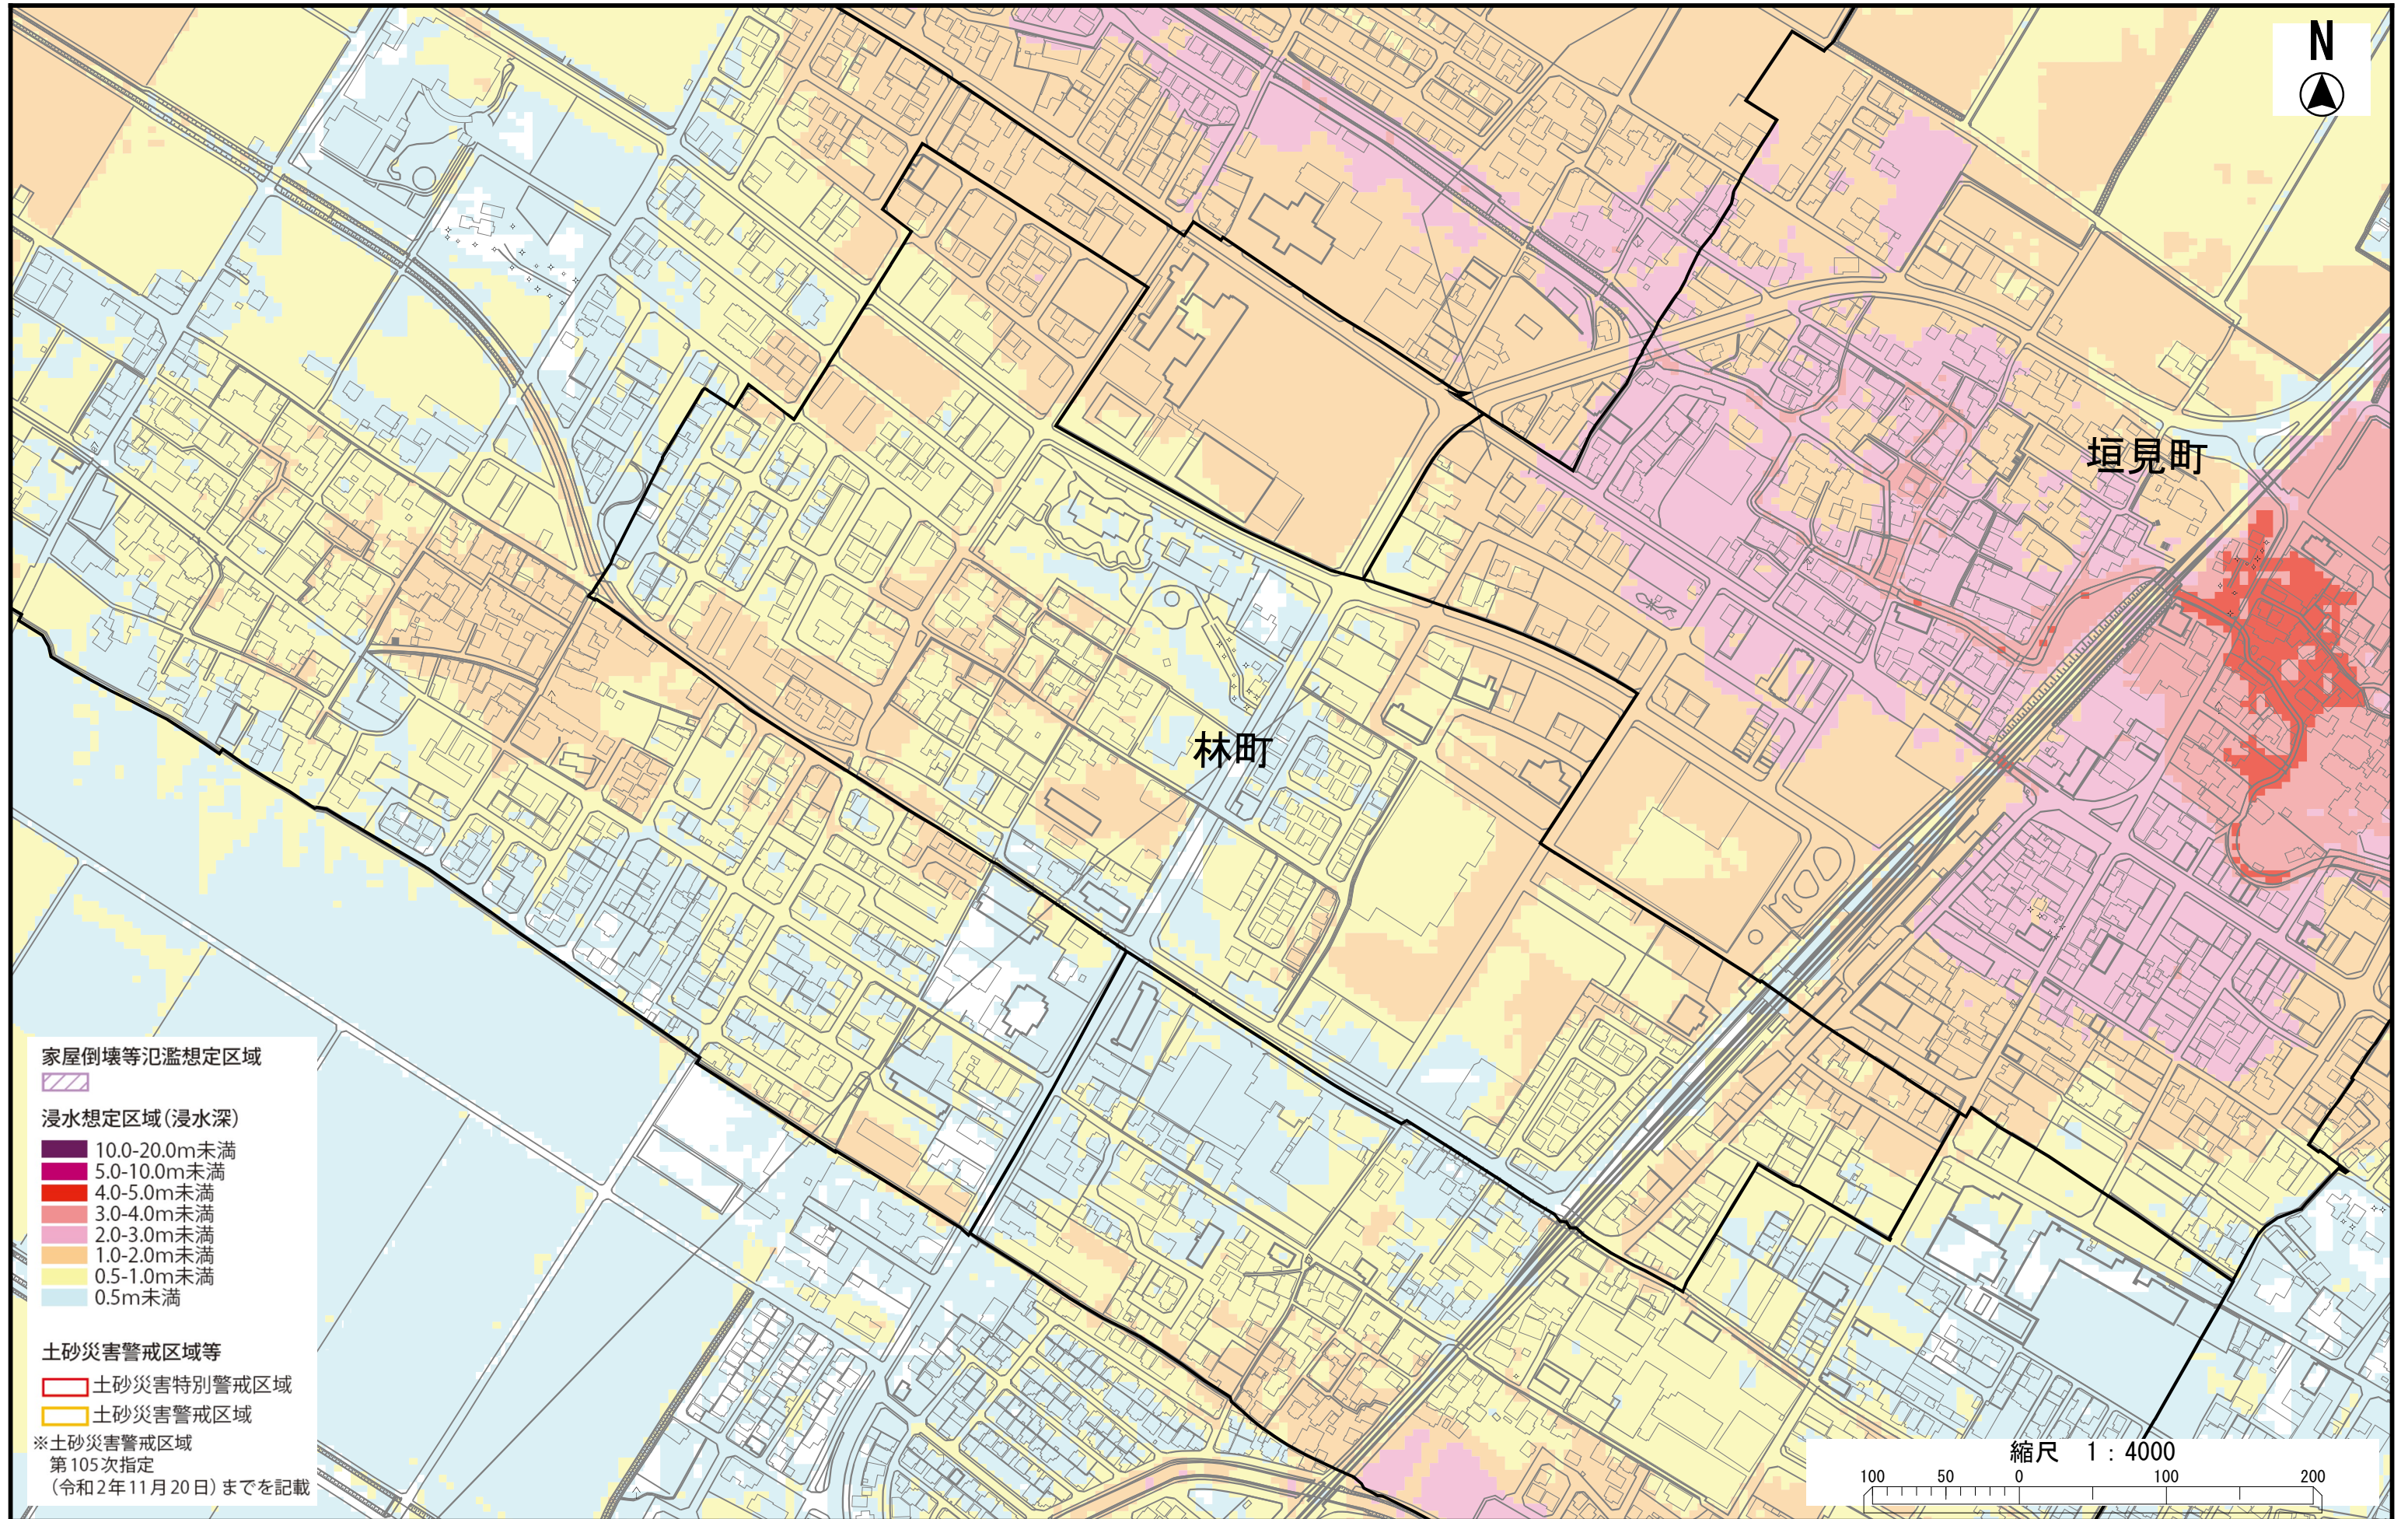 N
垣見町
林町
家屋倒壊等氾濫想定区域
浸水想定区域(浸水深)
10.0-20.0m未満
5.0-10.0m未満
4.0-5.0m未満
3.0-4.0m未満
2.0-3.0m未満
1.0-2.0m未満
0.5-1.0m未満
0.5m未満
土砂災害警戒区域等
土砂災害特別警戒区域
土砂災害警戒区域
※土砂災害警戒区域
第105次指定
(令和2年11月20日)までを記載
縮尺 1:4000
100 50 0 100 200